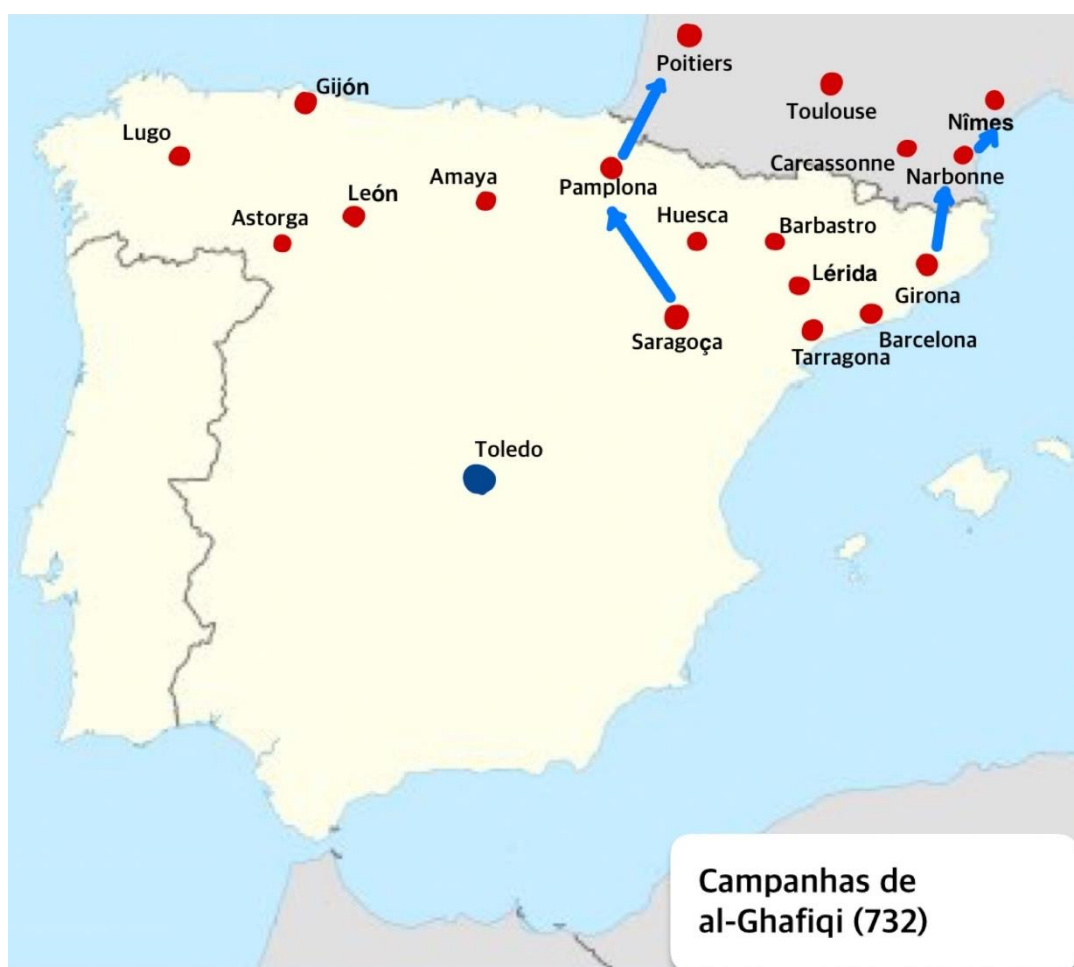 Poitiers
Toulouse
Gijón
Nîmes
Lugo
Carcassonne
Narbonne
Amaya
Pamplona
León
Astorga
Huesca
Barbastro
Lérida
Girona
Saragoça
Barcelona
Tarragona
Toledo
Campanhas de
al-Ghafiqi (732)